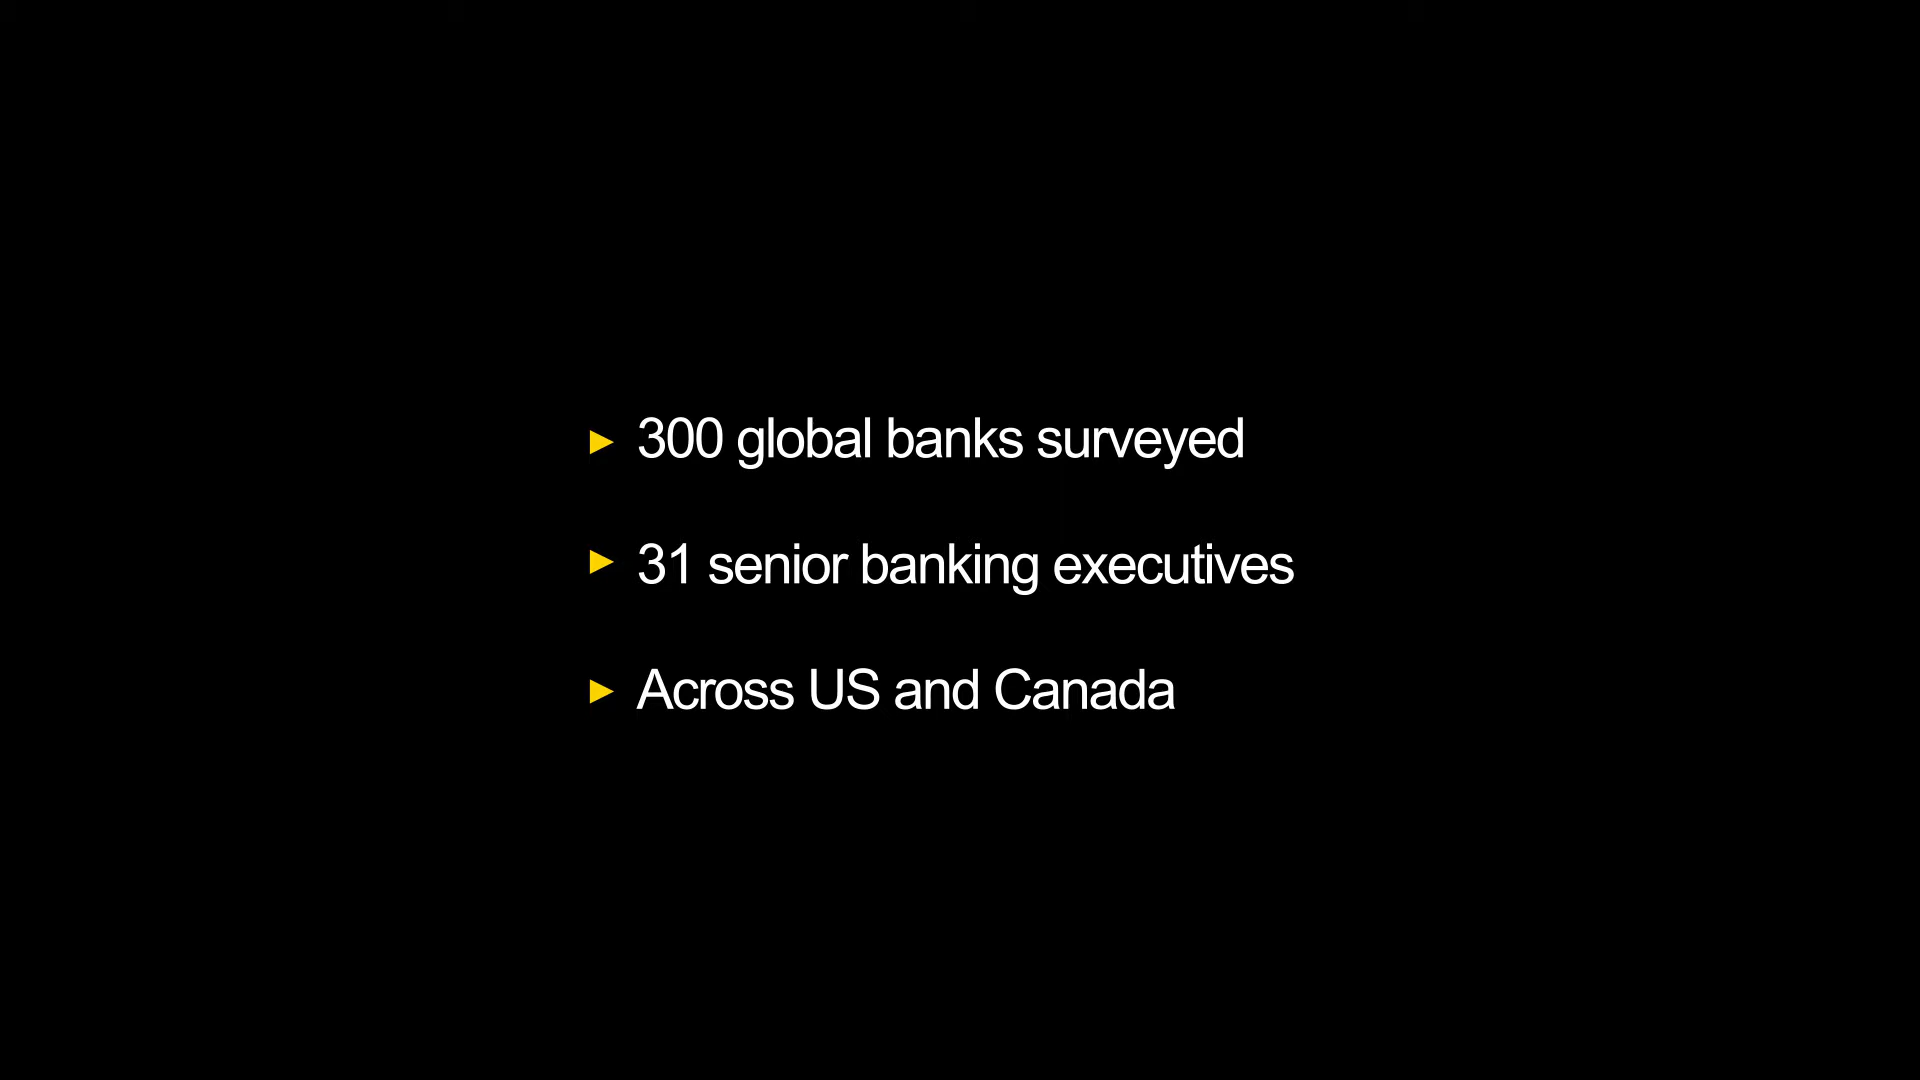 ► 300 global banks surveyed
► 31 senior banking executives
► Across US and Canada